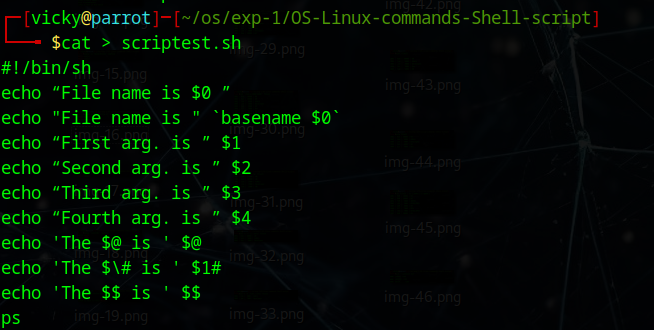 ┌─[vicky@parrot]─[~/os/exp-1/OS-Linux-commands-Shell-script]
└──╼ $cat > scriptest.sh
#!/bin/sh
echo “File name is $0 ”
echo "File name is " `basename $0`
echo “First arg. is ” $1
echo “Second arg. is ” $2
echo “Third arg. is ” $3
echo “Fourth arg. is ” $4
echo 'The $@ is ' $@
echo 'The $\# is ' $1#
echo 'The $$ is ' $$
ps
img-15.png
img-19.png
img-29.png
img-30.png
img-31.png
img-32.png
img-33.png
img-42.png
img-43.png
img-44.png
img-45.png
img-46.png